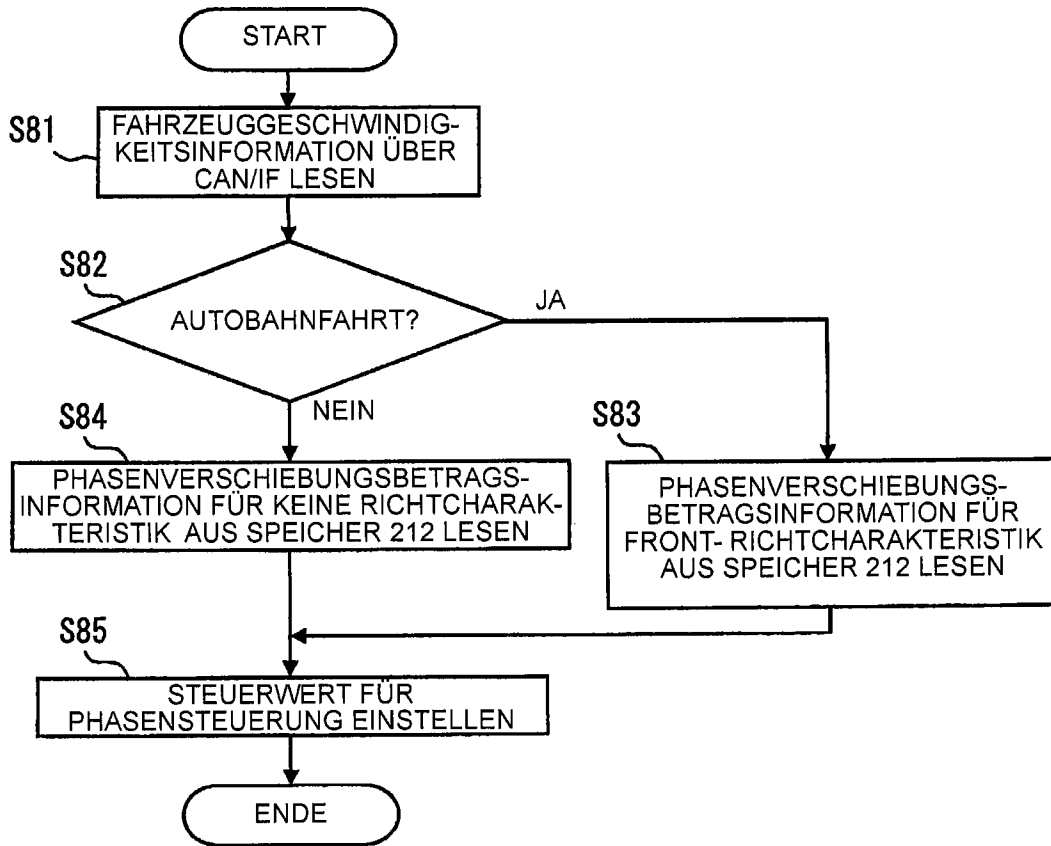 START
S81
FAHRZEUGGESCHWINDIG-
KEITSINFORMATION ÜBER
CAN/IF LESEN
S82
AUTOBAHNFAHRT?
JA
NEIN
S84
PHASENVERSCHIEBUNGSBETRAGS-
INFORMATION FÜR KEINE RICHTCHARAK-
TERISTIK AUS SPEICHER 212 LESEN
S83
PHASENVERSCHIEBUNGS-
BETRAGSINFORMATION FÜR
FRONT- RICHTCHARAKTERISTIK
AUS SPEICHER 212 LESEN
S85
STEUERWERT FÜR
PHASENSTEUERUNG EINSTELLEN
ENDE